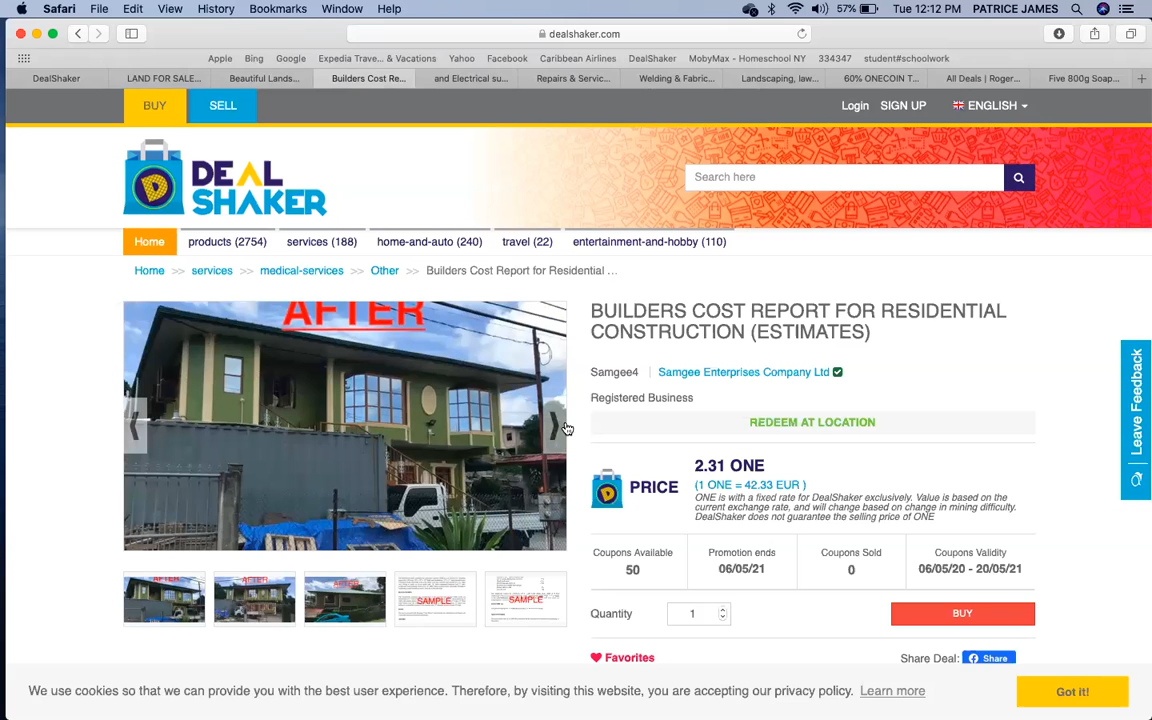 Safari File Edit View History Bookmarks Window Help 57% Tue 12:12 PM PATRICE JAMES
dealshaker.com
Apple Bing Google Expedia Trave... & Vacations Yahoo Facebook Caribbean Airlines DealShaker MobyMax - Homeschool NY 334347 student#schoolwork
DealShaker LAND FOR SALE... Beautiful Lands... Builders Cost Re... and Electrical su... Repairs & Servic... Welding & Fabric... Landscaping, law... 60% ONECOIN T... All Deals | Roger... Five 800g Soap...
BUY SELL Login SIGN UP ENGLISH
DEAL
SHAKER
Search here
Home products (2754) services (188) home-and-auto (240) travel (22) entertainment-and-hobby (110)
Home >> services >> medical-services >> Other >> Builders Cost Report for Residential ...
AFTER
BUILDERS COST REPORT FOR RESIDENTIAL
CONSTRUCTION (ESTIMATES)
Samgee4 Samgee Enterprises Company Ltd
Registered Business
REDEEM AT LOCATION
PRICE
2.31 ONE
(1 ONE = 42.33 EUR )
ONE is with a fixed rate for DealShaker exclusively. Value is based on the
current exchange rate, and will change based on change in mining difficulty.
DealShaker does not guarantee the selling price of ONE
Coupons Available Promotion ends Coupons Sold Coupons Validity
50 06/05/21 0 06/05/20 - 20/05/21
AFTER AFTER AFTER SAMPLE SAMPLE
Quantity 1 BUY
Favorites Share Deal: Share
Leave Feedback
We use cookies so that we can provide you with the best user experience. Therefore, by visiting this website, you are accepting our privacy policy. Learn more Got it!